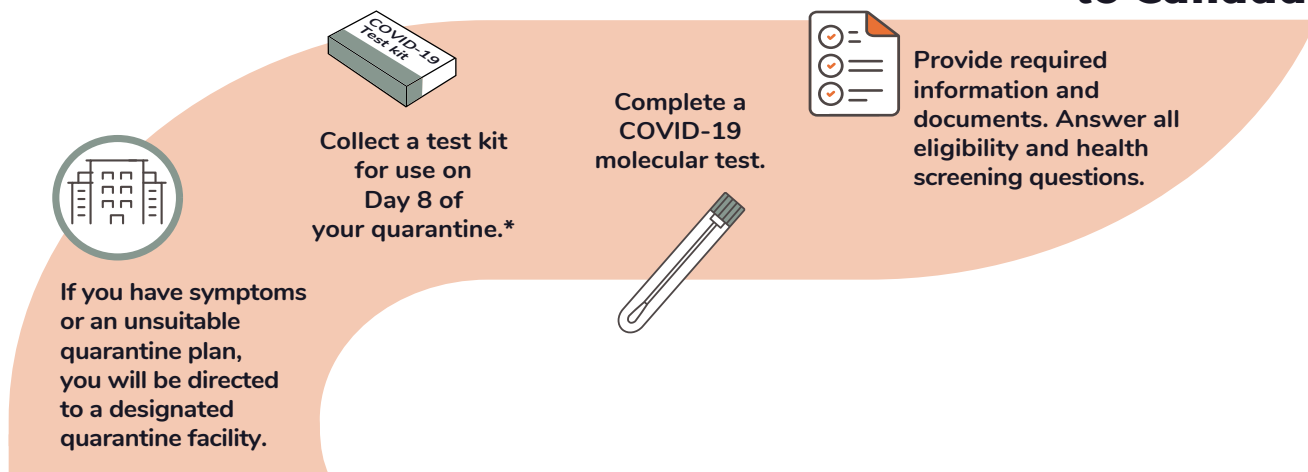 to Canada
Provide required
information and
documents. Answer all
eligibility and health
screening questions.
Complete a
COVID-19
molecular test.
COVID-19
Test kit
Collect a test kit
for use on
Day 8 of
your quarantine.*
If you have symptoms
or an unsuitable
quarantine plan,
you will be directed
to a designated
quarantine facility.